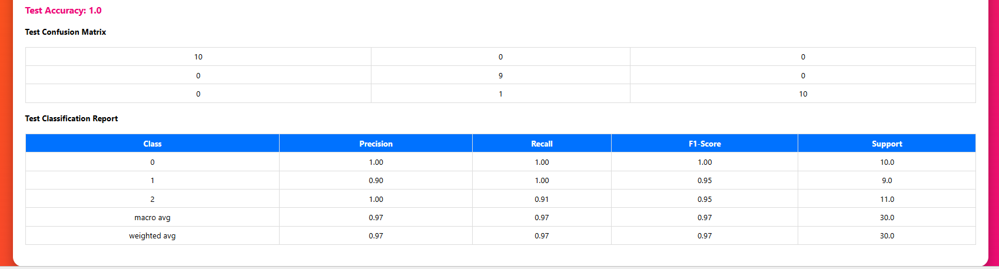 Test Accuracy: 1.0
Test Confusion Matrix
10 0 0
0 9 0
0 1 10
Test Classification Report
Class Precision Recall F1-Score Support
0 1.00 1.00 1.00 10.0
1 0.90 1.00 0.95 9.0
2 1.00 0.91 0.95 11.0
macro avg 0.97 0.97 0.97 30.0
weighted avg 0.97 0.97 0.97 30.0